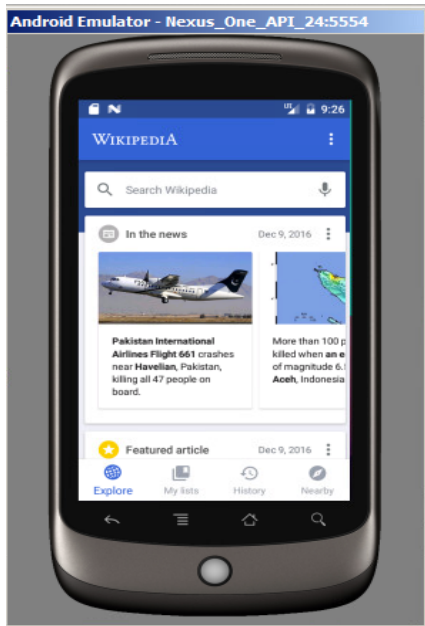 Android Emulator - Nexus_One_API_24:5554
9:26
WIKIPEDIA
Search Wikipedia
In the news
Dec 9, 2016
Pakistan International
Airlines Flight 661 crashes
near Havelian, Pakistan,
killing all 47 people on
board.
More than 100 p
killed when an e
of magnitude 6.
Aceh, Indonesia
Featured article
Dec 9, 2016
Explore
My lists
History
Nearby